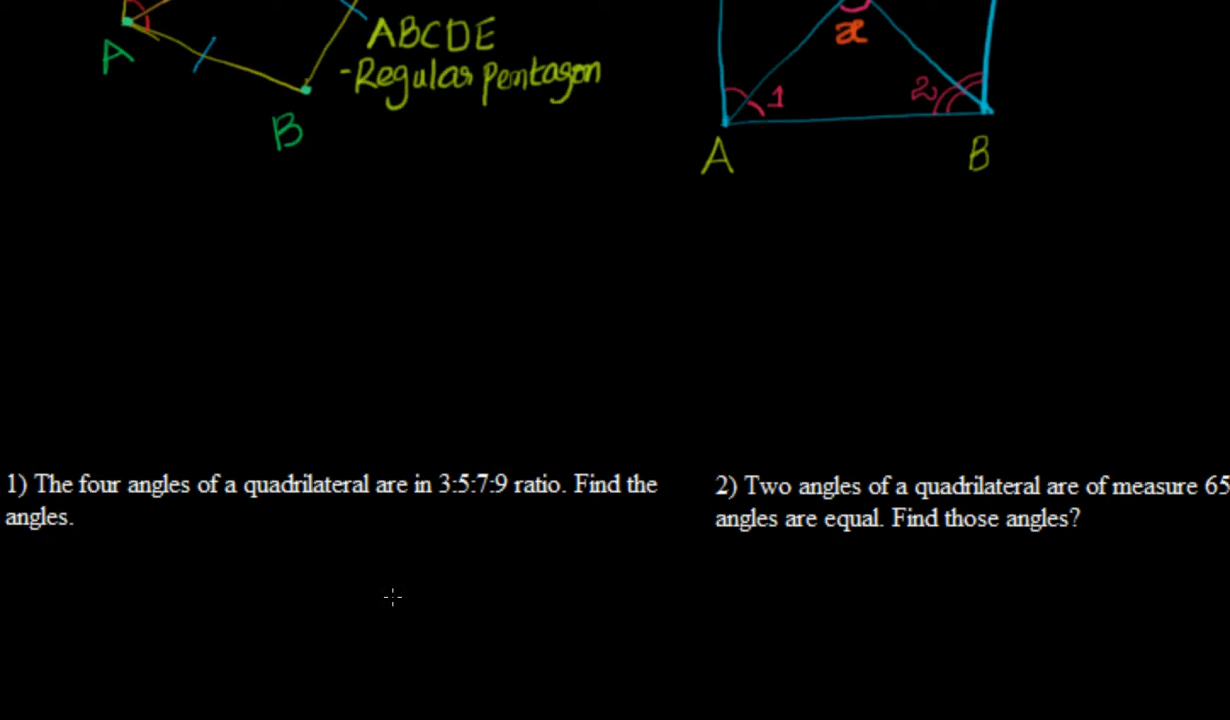 ABCDE
-Regular Pentagon
A
B
x
1
2
A
B
1) The four angles of a quadrilateral are in 3:5:7:9 ratio. Find the
angles.
2) Two angles of a quadrilateral are of measure 65
angles are equal. Find those angles?